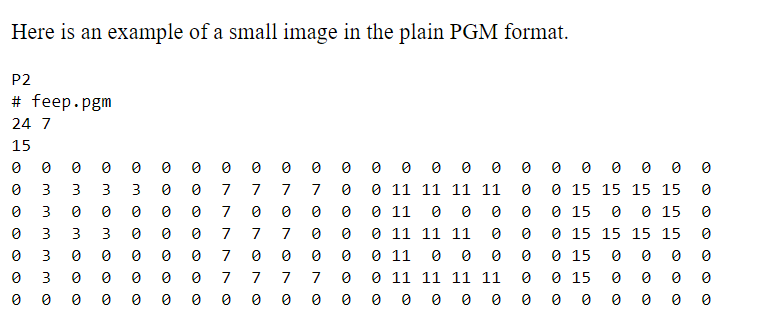 Here is an example of a small image in the plain PGM format.
P2
# feep.pgm
24 7
15
0 0 0 0 0 0 0 0 0 0 0 0 0 0 0 0 0 0 0 0 0 0 0 0
0 3 3 3 3 0 0 7 7 7 7 0 0 11 11 11 11 0 0 15 15 15 15 0
0 3 0 0 0 0 0 7 0 0 0 0 0 11 0 0 0 0 0 15 0 0 15 0
0 3 3 3 0 0 0 7 7 7 0 0 0 11 11 11 0 0 0 15 15 15 15 0
0 3 0 0 0 0 0 7 0 0 0 0 0 11 0 0 0 0 0 15 0 0 0 0
0 3 0 0 0 0 0 7 7 7 7 0 0 11 11 11 11 0 0 15 0 0 0 0
0 0 0 0 0 0 0 0 0 0 0 0 0 0 0 0 0 0 0 0 0 0 0 0